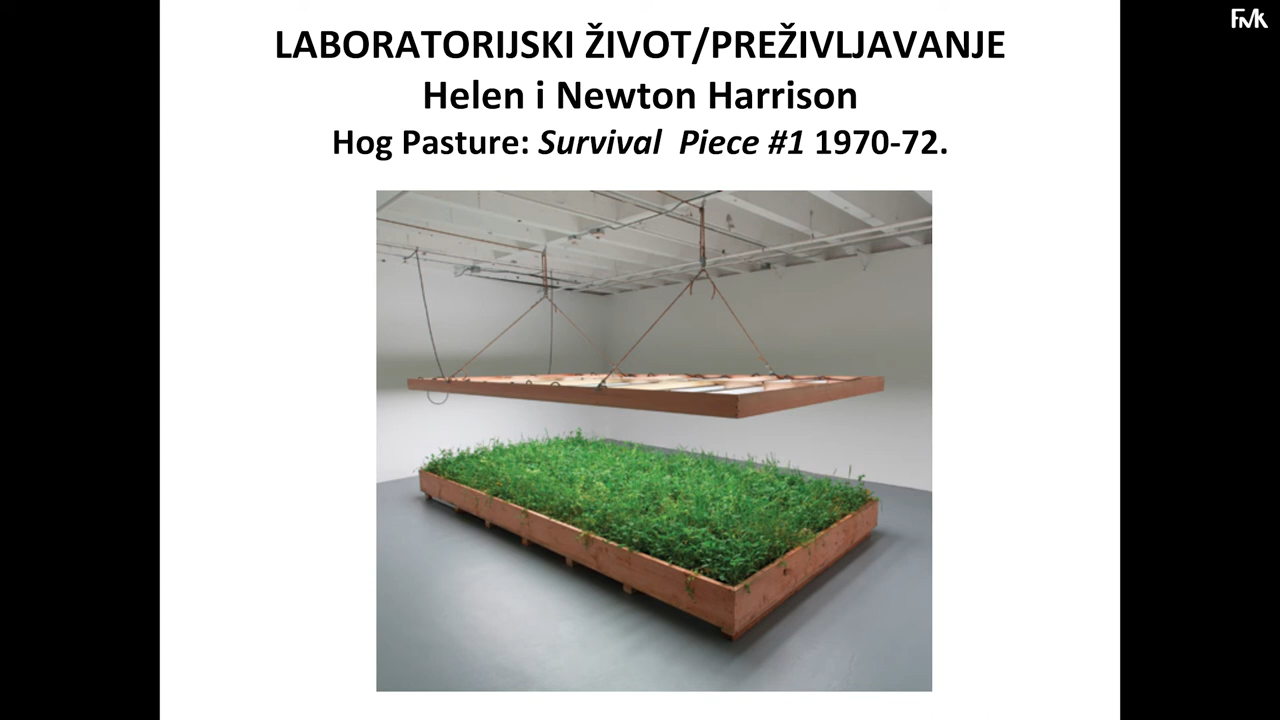 LABORATORIJSKI ŽIVOT/PREŽIVLJAVANJE
Helen i Newton Harrison
Hog Pasture: Survival Piece #1 1970-72.
FMK